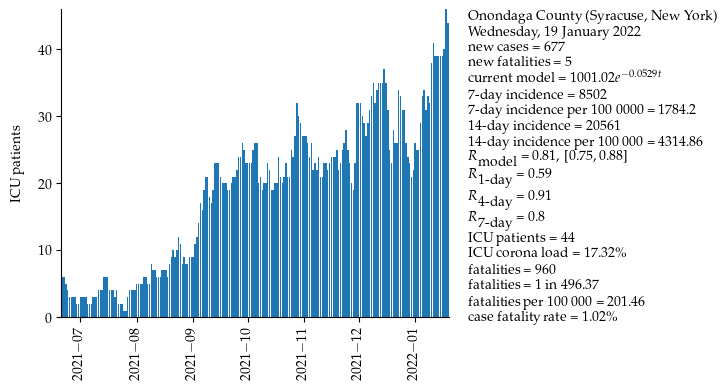 Onondaga County (Syracuse, New York)
Wednesday, 19 January 2022
new cases = 677
new fatalities = 5
current model = 1001.02e^{−0.0529t}
7-day incidence = 8502
7-day incidence per 100 0000 = 1784.2
14-day incidence = 20561
14-day incidence per 100 000 = 4314.86
R_model = 0.81, [0.75, 0.88]
R_1-day = 0.59
R_4-day = 0.91
R_7-day = 0.8
ICU patients = 44
ICU corona load = 17.32%
fatalities = 960
fatalities = 1 in 496.37
fatalities per 100 000 = 201.46
case fatality rate = 1.02%
ICU patients
40
30
20
10
0
2021−07
2021−08
2021−09
2021−10
2021−11
2021−12
2022−01